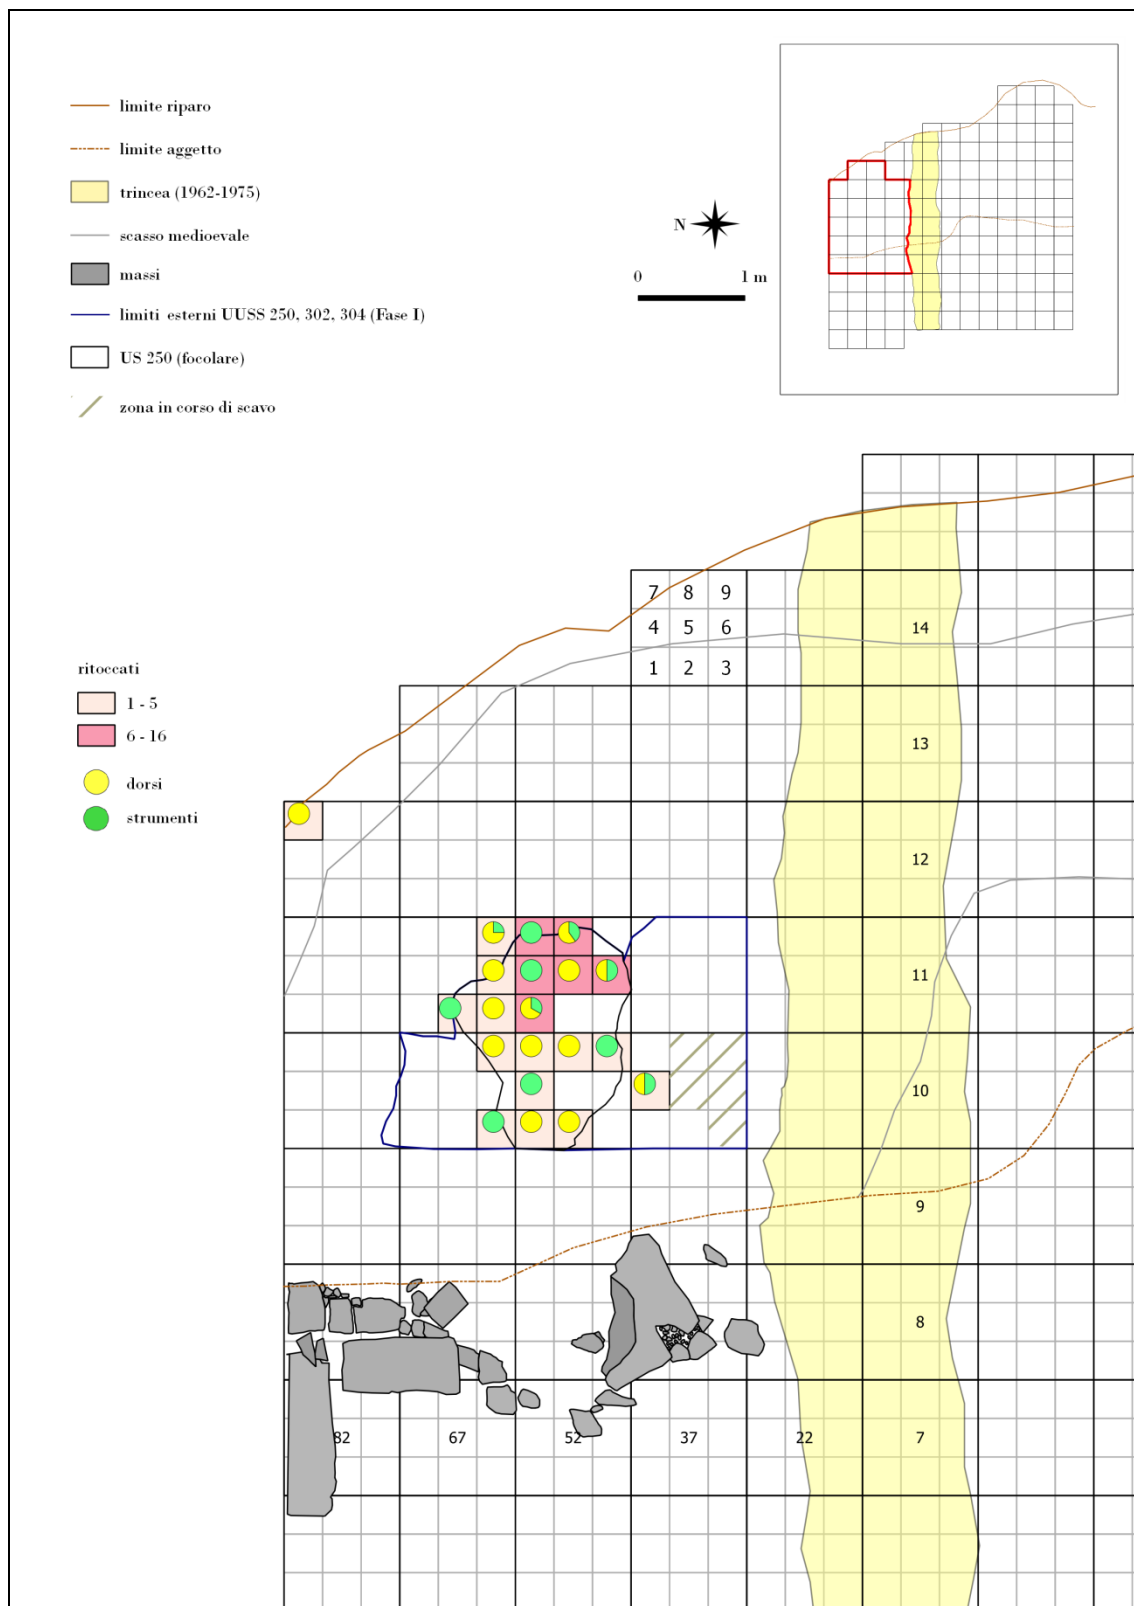 limite riparo
limite aggetto
trincea (1962-1975)
scasso medioevale
massi
limiti esterni UUSS 250, 302, 304 (Fase I)
US 250 (focolare)
zona in corso di scavo
N
0 1 m
ritoccati
1 - 5
6 - 16
dorsi
strumenti
7 8 9
4 5 6
1 2 3
14
13
12
11
10
9
8
82 67 52 37 22 7